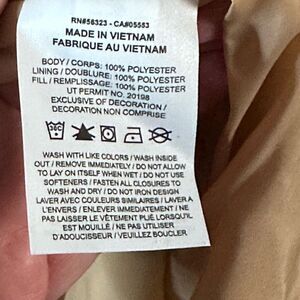 RN#56323 - CA#05553
MADE IN VIETNAM
FABRIQUE AU VIETNAM
BODY / CORPS: 100% POLYESTER
LINING / DOUBLURE: 100% POLYESTER
FILL / REMPLISSAGE: 100% POLYESTER
UT PERMIT NO. 20198
EXCLUSIVE OF DECORATION /
DECORATION NON COMPRISE
WASH WITH LIKE COLORS / WASH INSIDE
OUT / REMOVE IMMEDIATELY / DO NOT ALLOW
TO LAY ON ITSELF WHEN WET / DO NOT USE
SOFTENERS / FASTEN ALL CLOSURES TO
WASH AND DRY / DO NOT IRON DESIGN
LAVER AVEC COULEURS SIMILAIRES / LAVER A
L'ENVERS / ENLEVER IMMEDIATEMENT / NE
PAS LAISSER LE VÊTEMENT PLIÉ LORSQU'IL
EST MOUILLÉ / NE PAS UTILISER
D'ADOUCISSEUR / VEUILLEZ BOUCLER